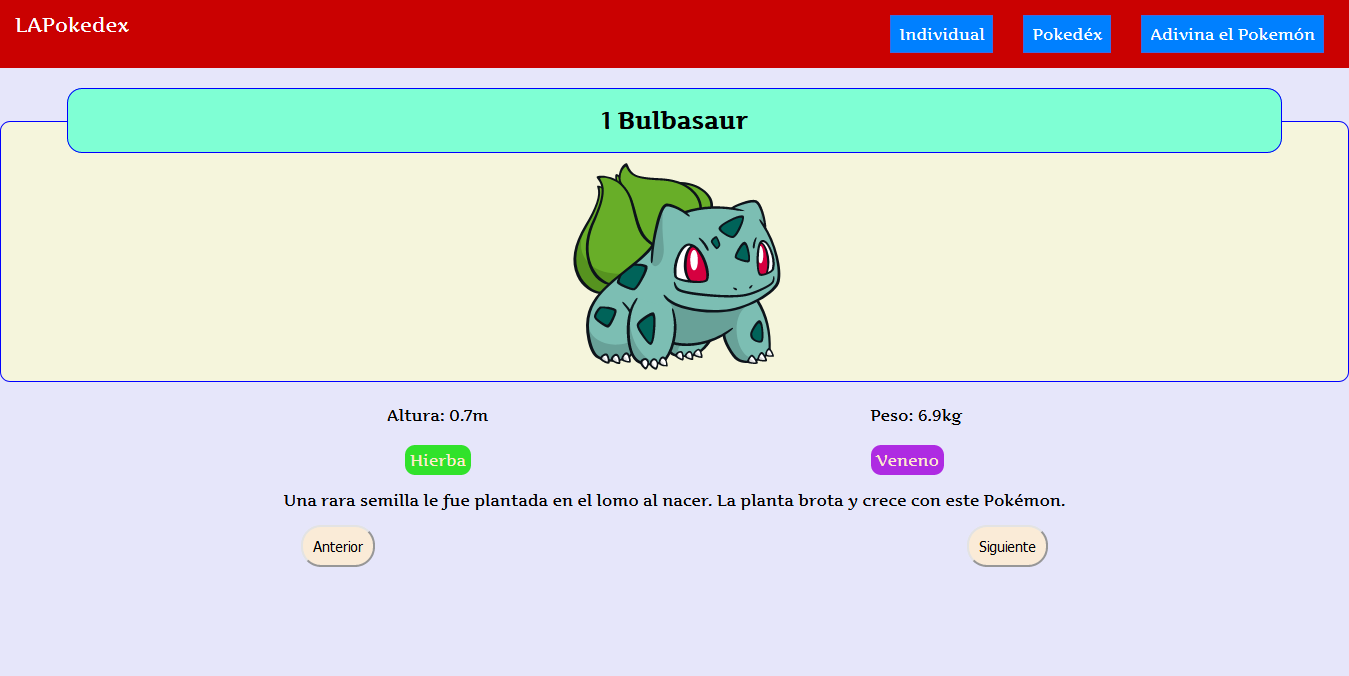 LAPokedex
Individual
Pokedéx
Adivina el Pokemón
1 Bulbasaur
Altura: 0.7m
Peso: 6.9kg
Hierba
Veneno
Una rara semilla le fue plantada en el lomo al nacer. La planta brota y crece con este Pokémon.
Anterior
Siguiente